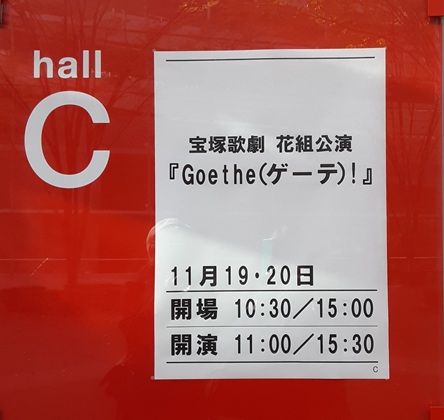 hall
C
宝塚歌劇 花組公演
『Goethe(ゲーテ)!』
11月19・20日
開場 10:30/15:00
開演 11:00/15:30
C